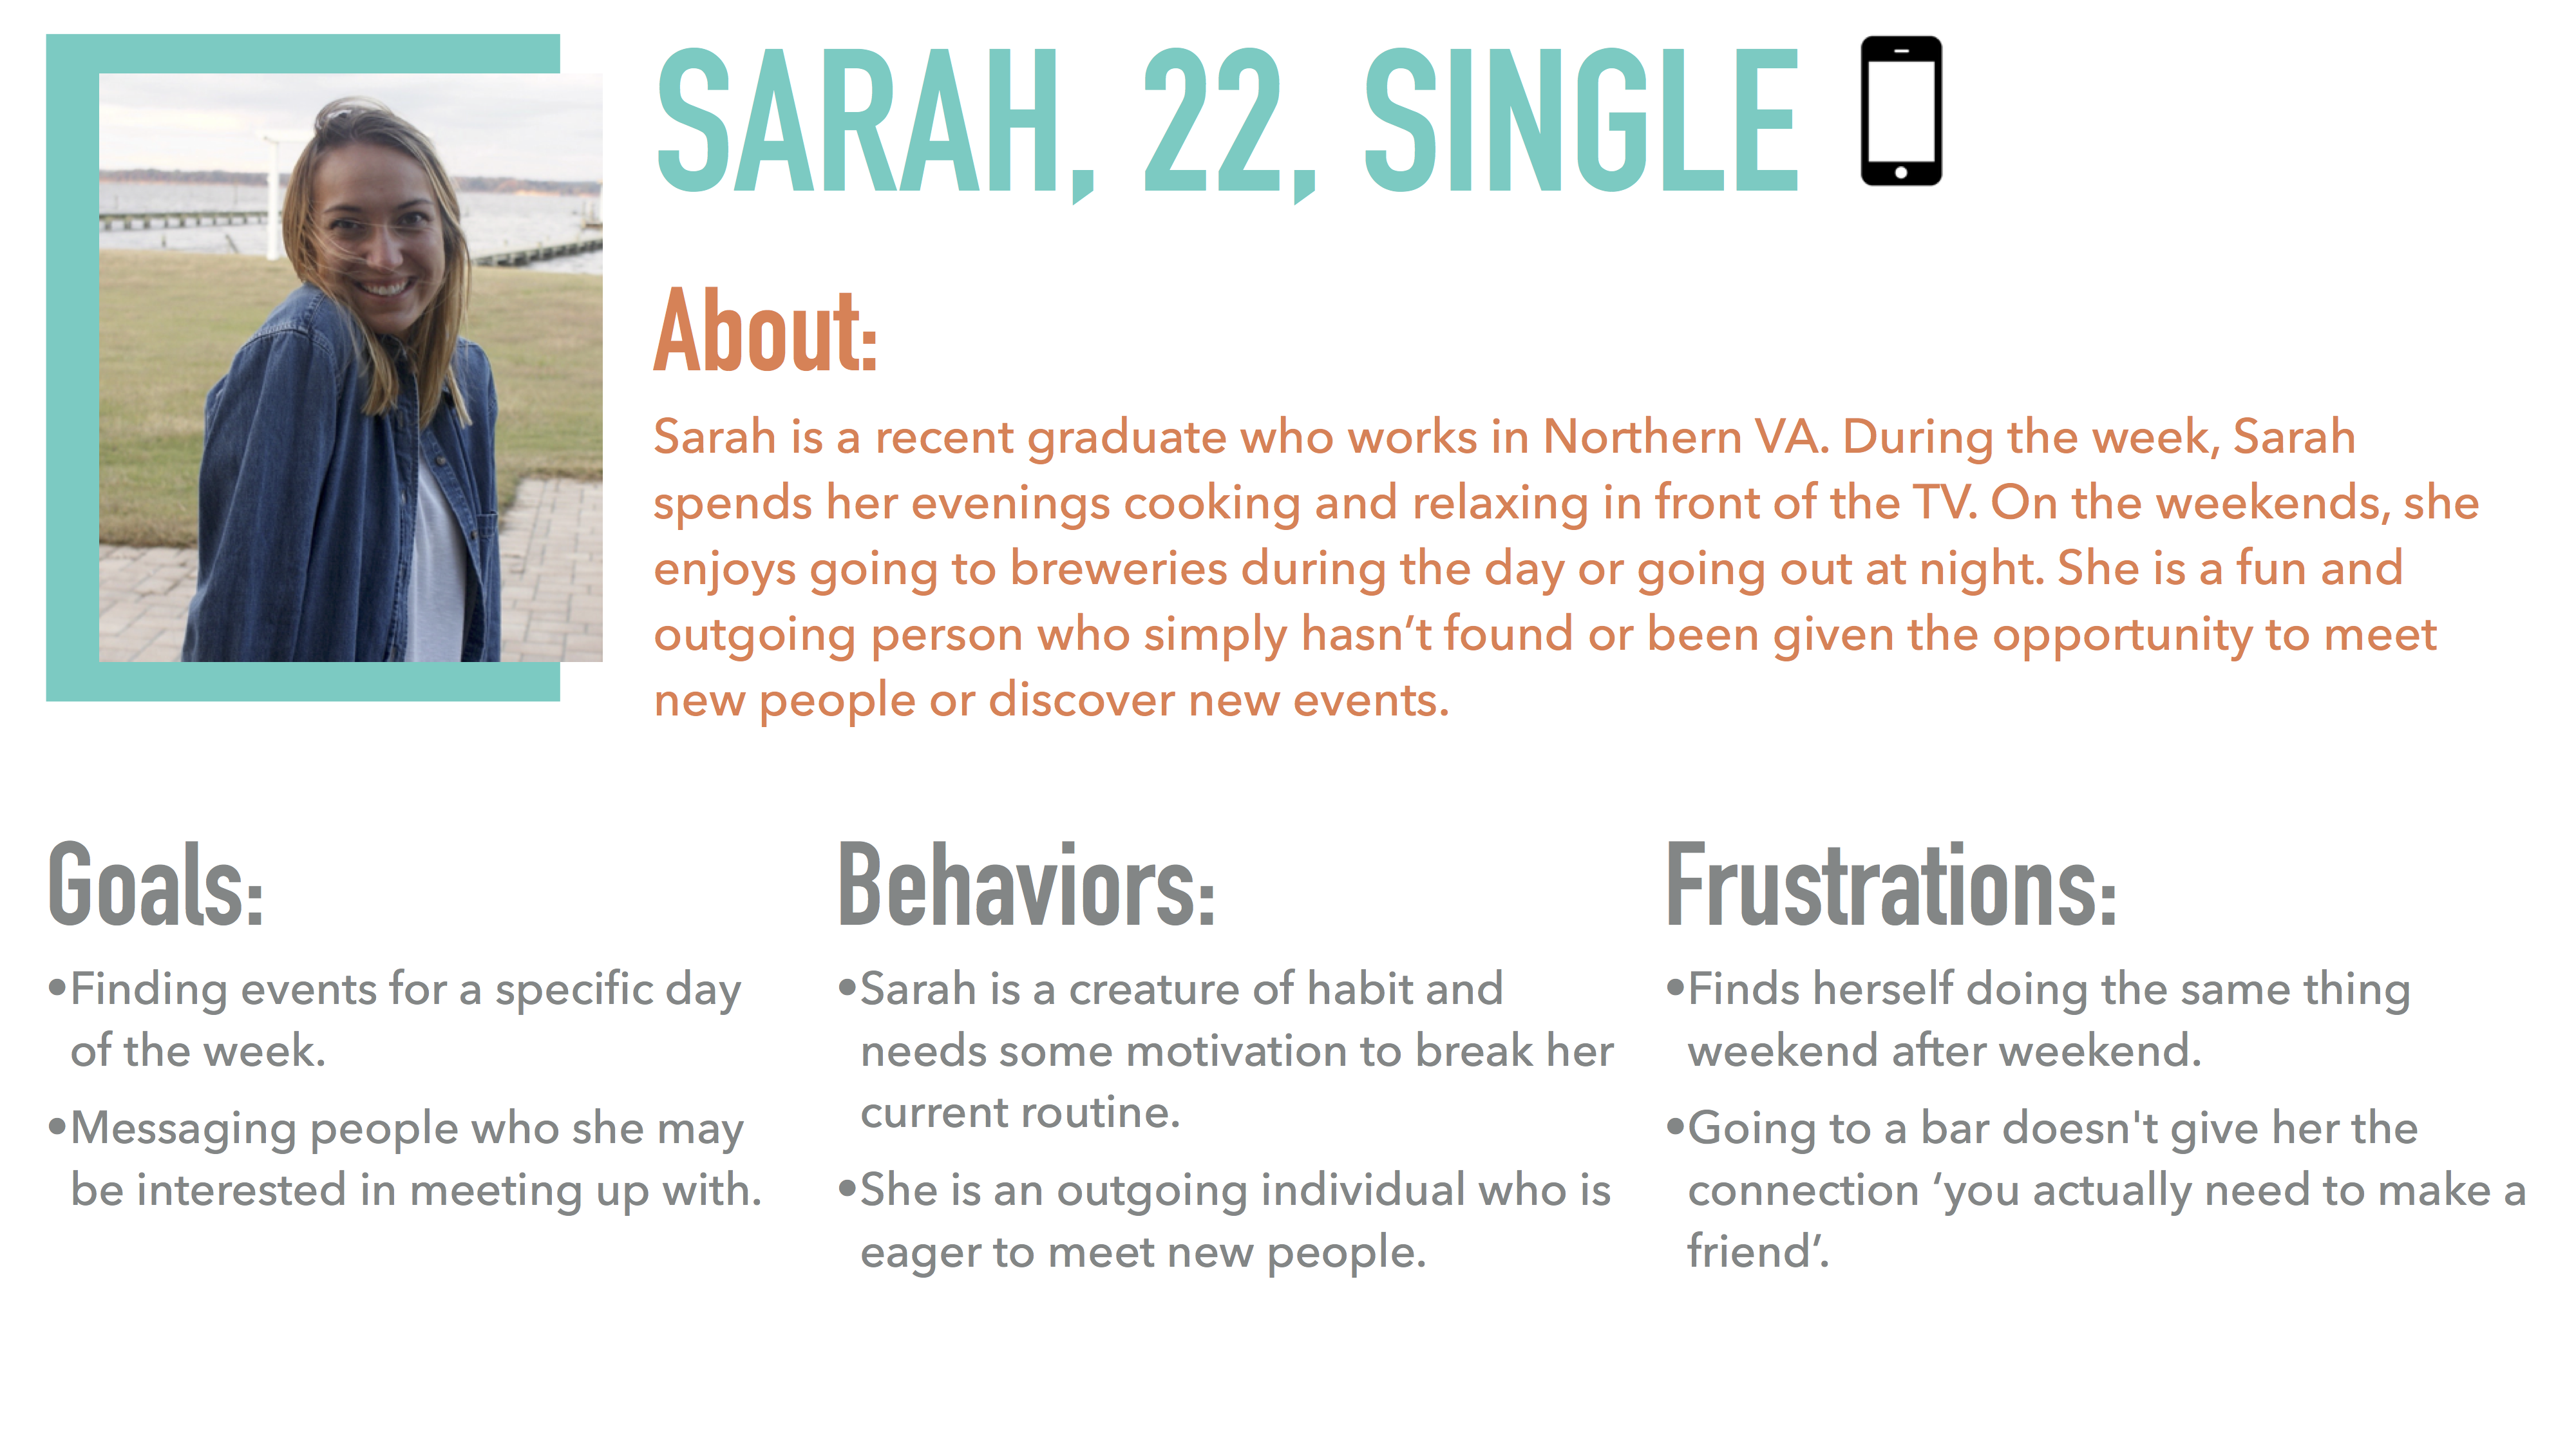 SARAH, 22, SINGLE
About:
Sarah is a recent graduate who works in Northern VA. During the week, Sarah
spends her evenings cooking and relaxing in front of the TV. On the weekends, she
enjoys going to breweries during the day or going out at night. She is a fun and
outgoing person who simply hasn’t found or been given the opportunity to meet
new people or discover new events.
Goals:
•Finding events for a specific day
of the week.
•Messaging people who she may
be interested in meeting up with.
Behaviors:
•Sarah is a creature of habit and
needs some motivation to break her
current routine.
•She is an outgoing individual who is
eager to meet new people.
Frustrations:
•Finds herself doing the same thing
weekend after weekend.
•Going to a bar doesn't give her the
connection ‘you actually need to make a
friend’.